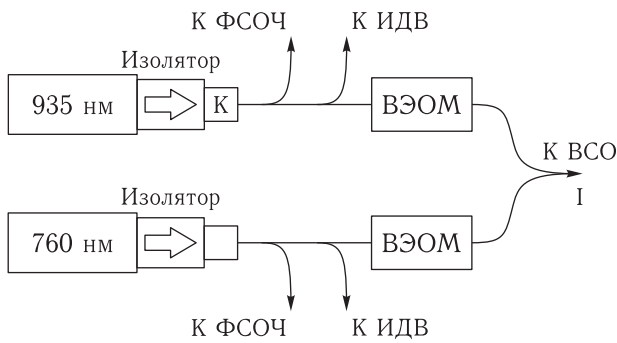 К ФСОЧ
К ИДВ
Изолятор
935 нм
К
ВЭОМ
К ВСО
I
Изолятор
760 нм
ВЭОМ
К ФСОЧ
К ИДВ